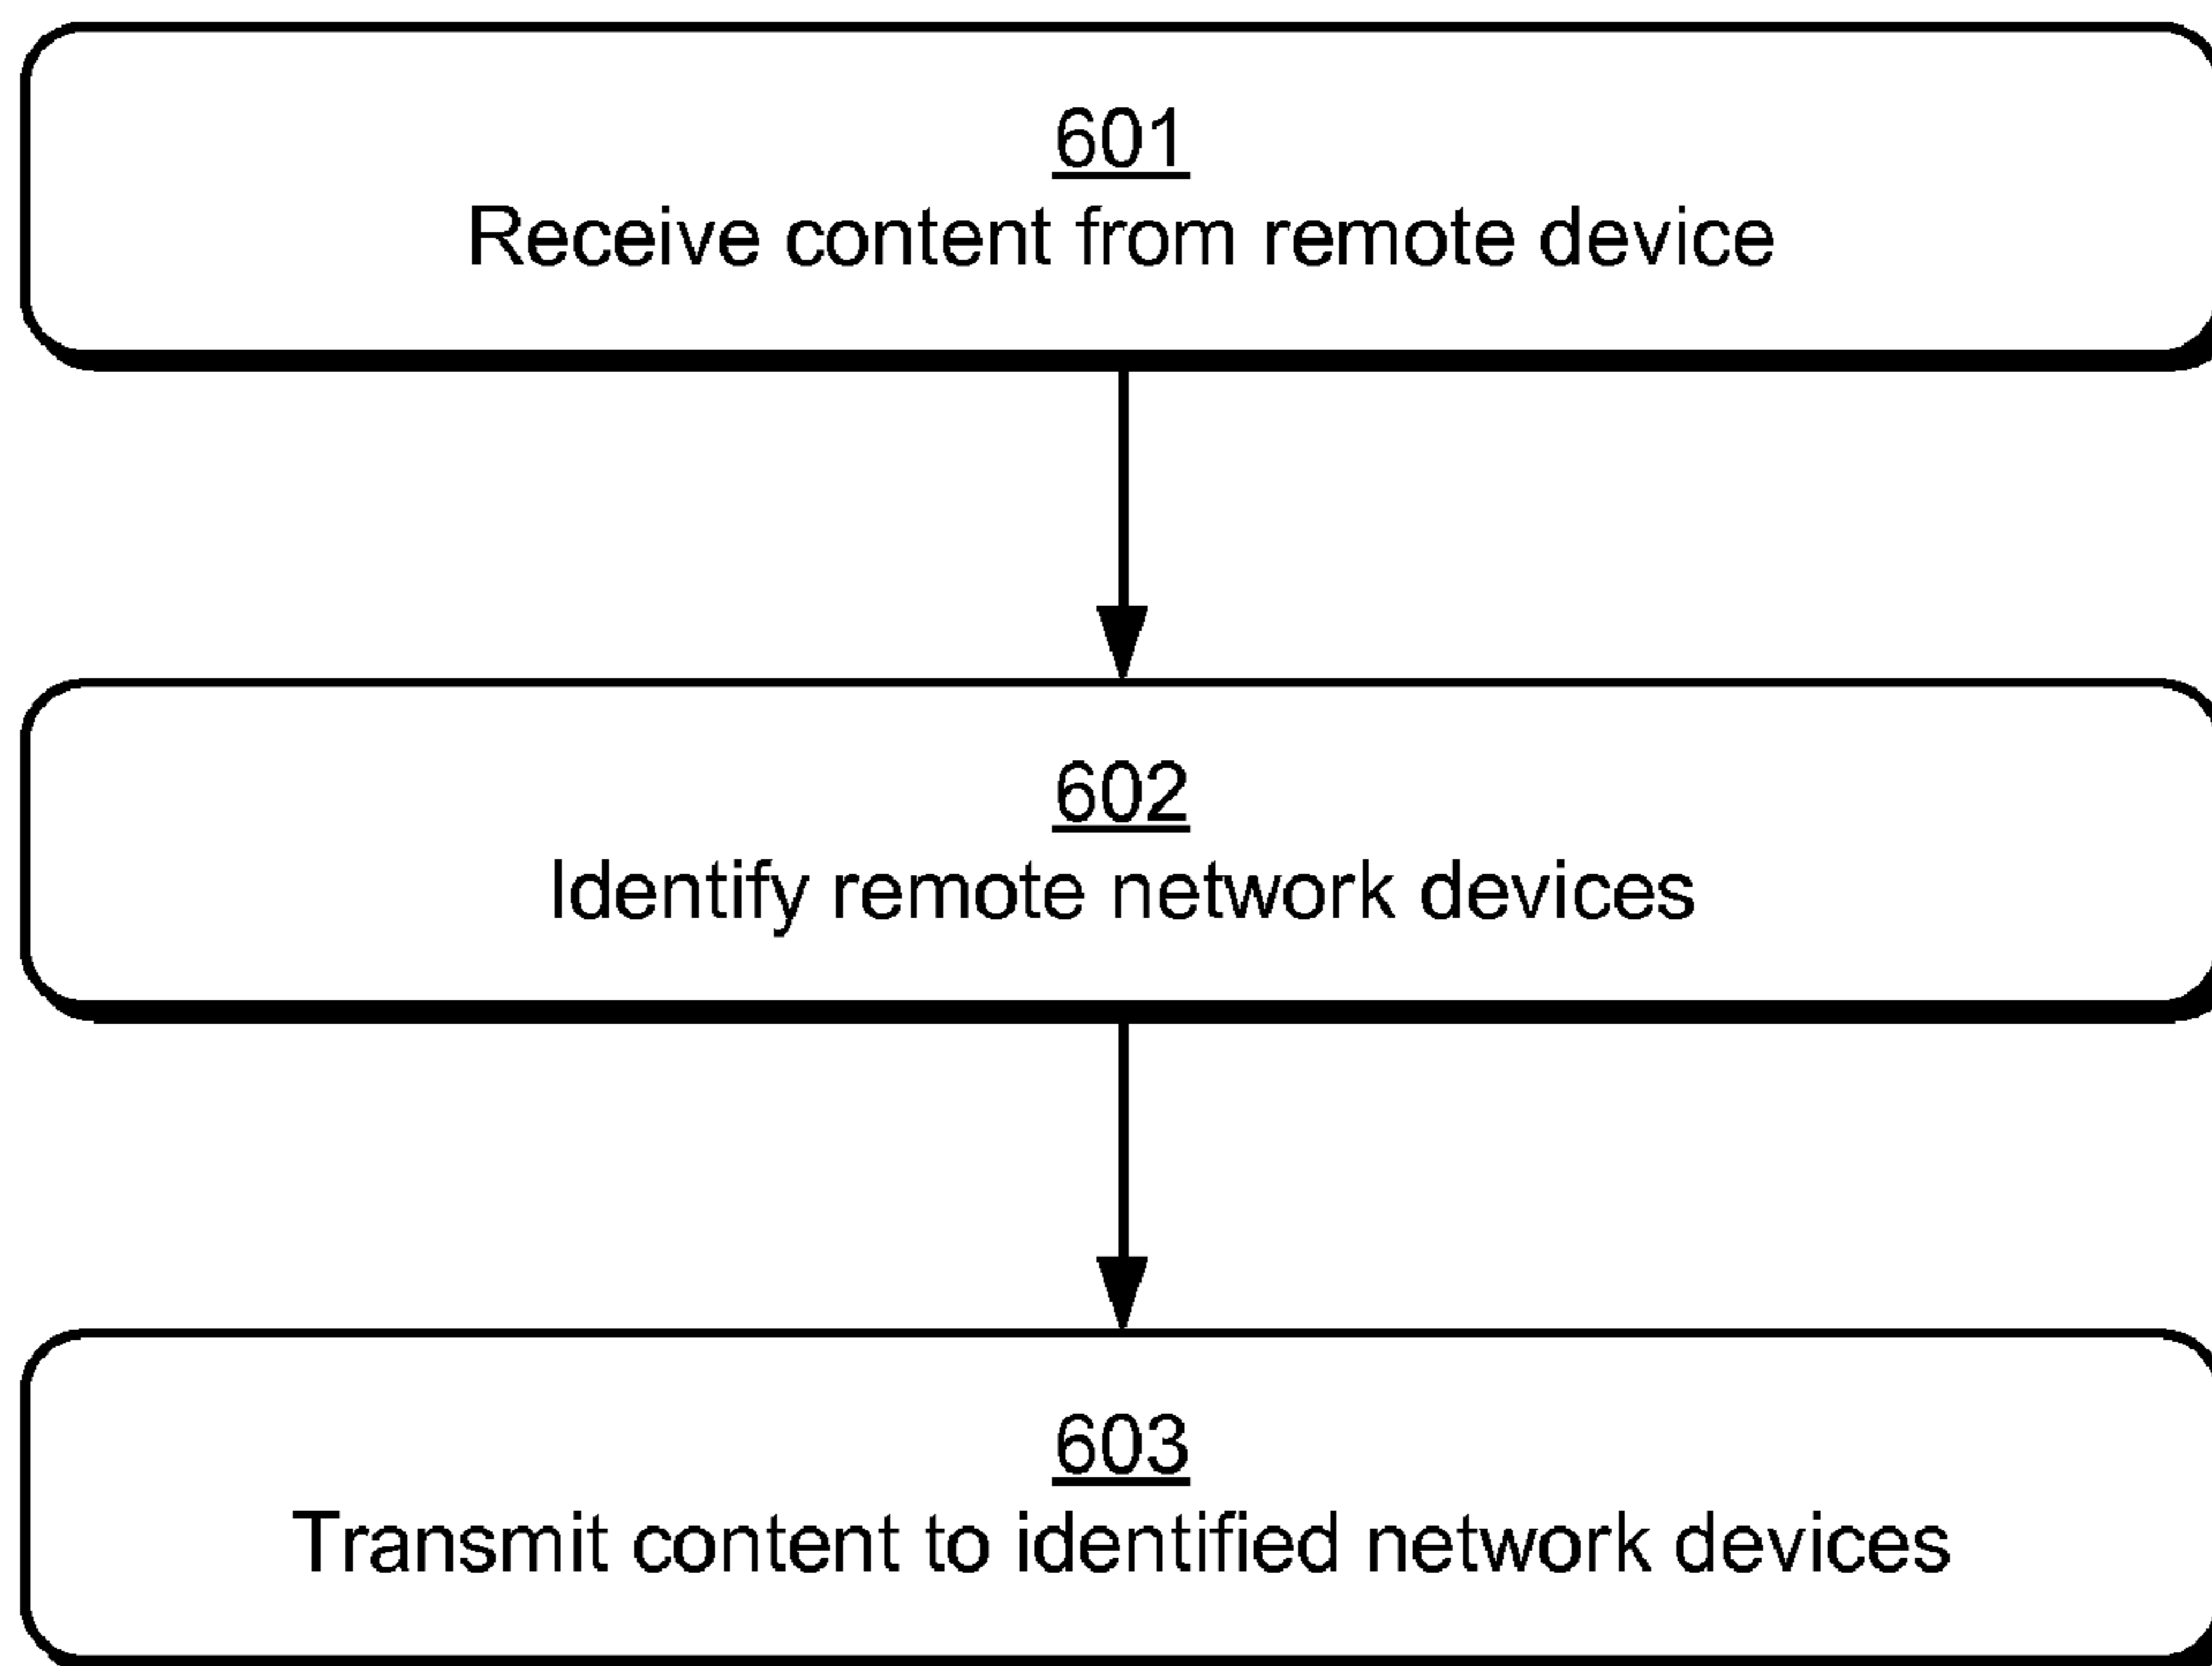 601
Receive content from remote device
602
Identify remote network devices
603
Transmit content to identified network devices